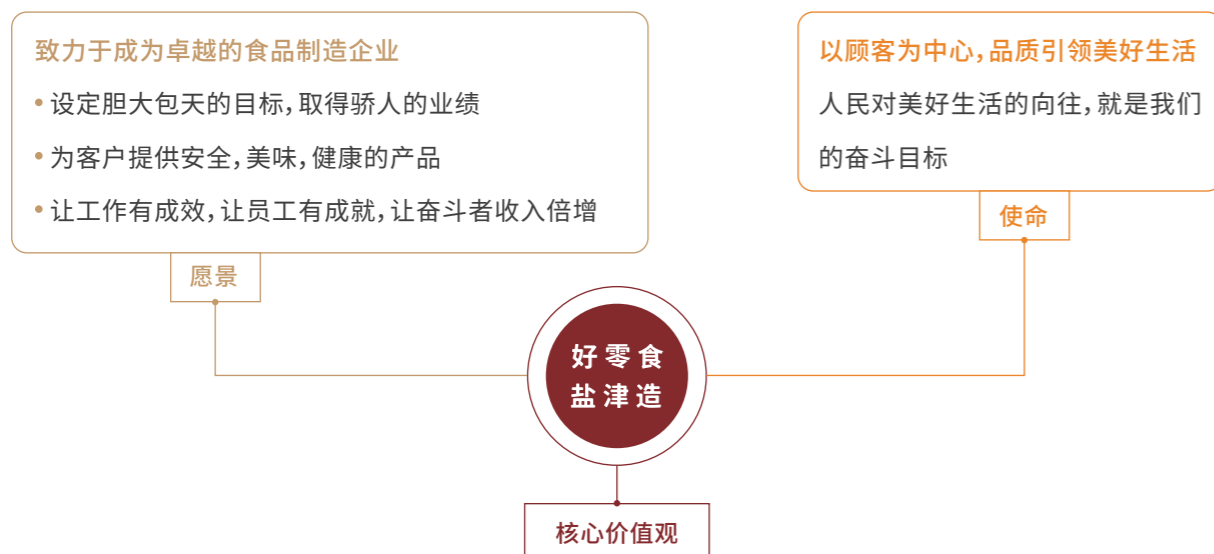 致力于成为卓越的食品制造企业
• 设定胆大包天的目标，取得骄人的业绩
• 为客户提供安全，美味，健康的产品
• 让工作有成效，让员工有成就，让奋斗者收入倍增
愿景
以顾客为中心，品质引领美好生活
人民对美好生活的向往，就是我们
的奋斗目标
使命
好零食
盐津造
核心价值观